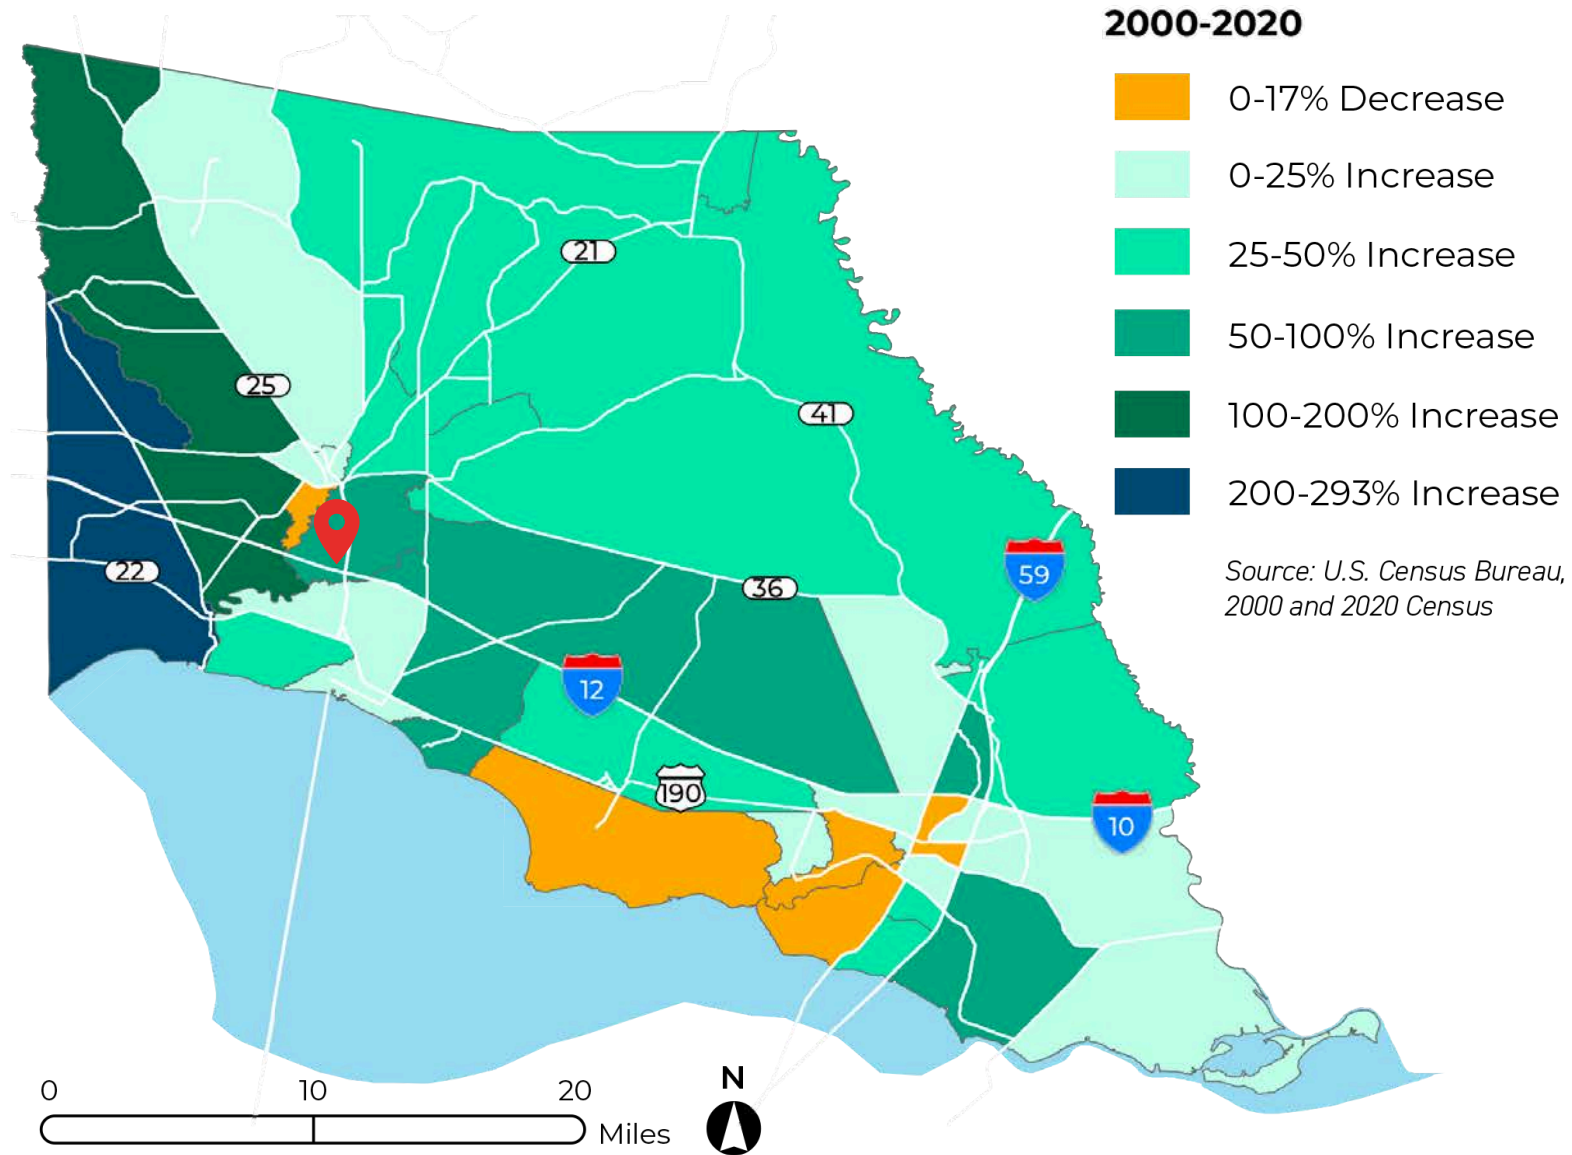 2000-2020
0-17% Decrease
0-25% Increase
25-50% Increase
50-100% Increase
100-200% Increase
200-293% Increase
Source: U.S. Census Bureau,
2000 and 2020 Census
21
25
41
59
22
36
12
190
10
0 10 20
Miles
N